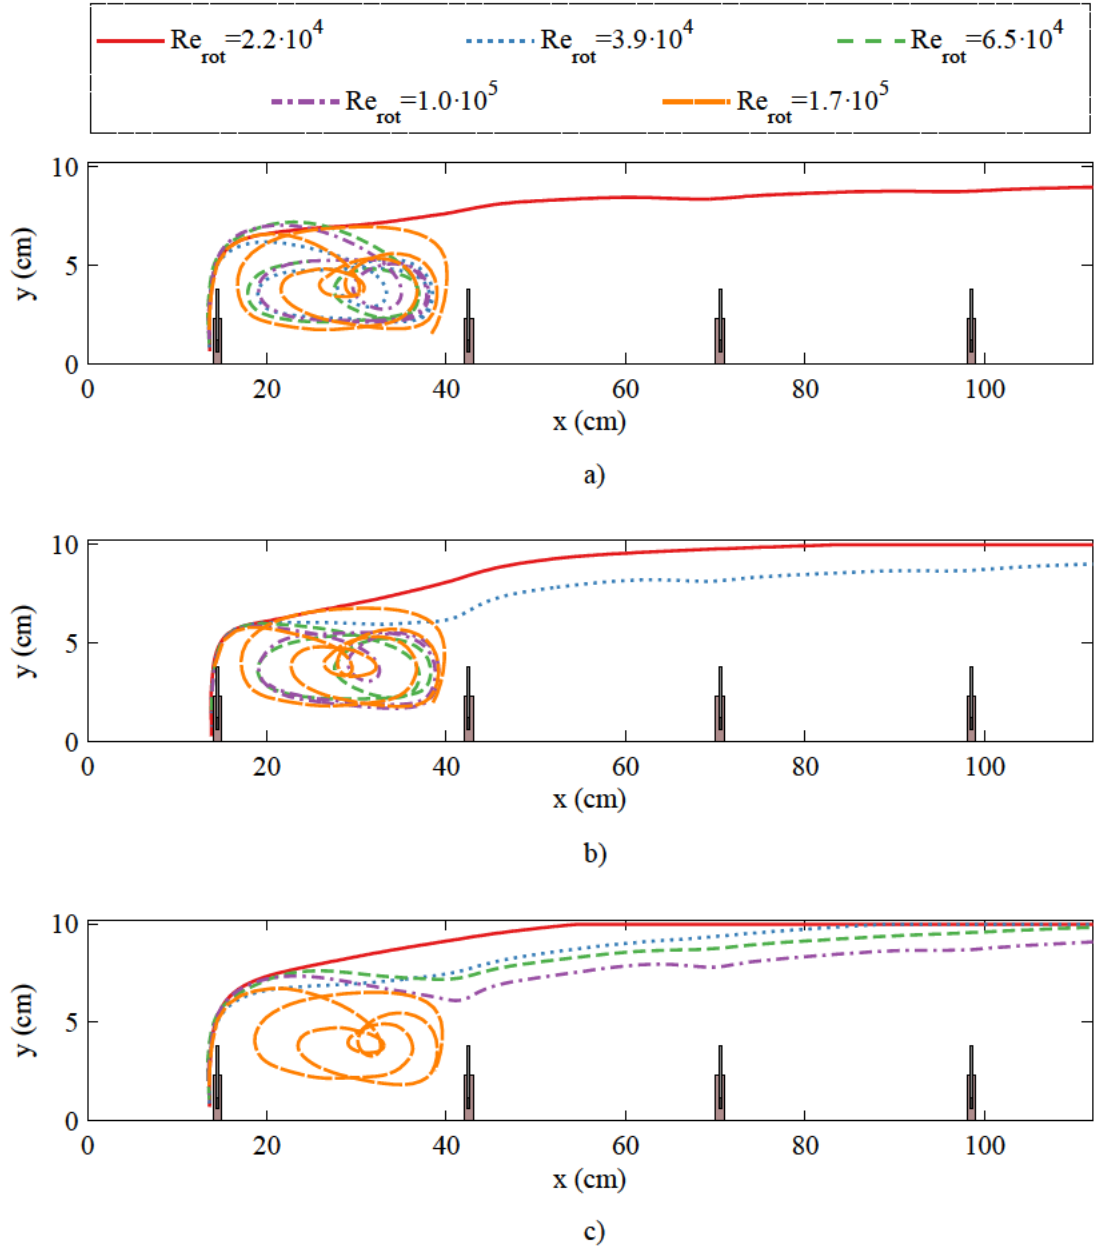 Re_rot=2.2·10^4 Re_rot=3.9·10^4 Re_rot=6.5·10^4
Re_rot=1.0·10^5 Re_rot=1.7·10^5
10
5
0
y (cm)
0 20 40 60 80 100
x (cm)
a)
10
5
0
y (cm)
0 20 40 60 80 100
x (cm)
b)
10
5
0
y (cm)
0 20 40 60 80 100
x (cm)
c)